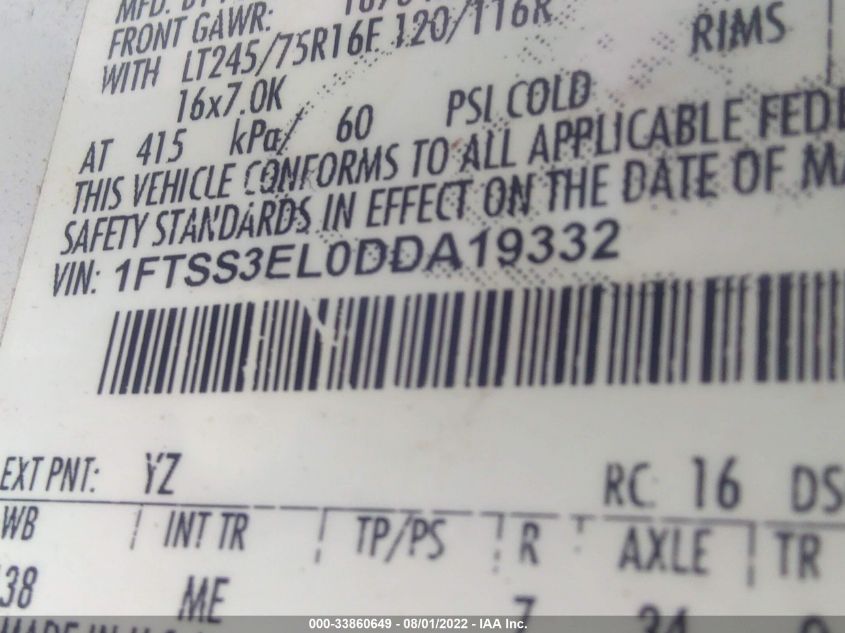 FRONT GAWR:
WITH LT245/75R16E 120/116R RIMS
16x7.0K
AT 415 kPa/ 60 PSI COLD
THIS VEHICLE CONFORMS TO ALL APPLICABLE FEDE
SAFETY STANDARDS IN EFFECT ON THE DATE OF MA
VIN: 1FTSS3EL0DDA19332
EXT PNT: YZ RC: 16 DS
WB INT TR TP/PS R AXLE TR
38 ME
000-33860649 - 08/01/2022 - IAA Inc.